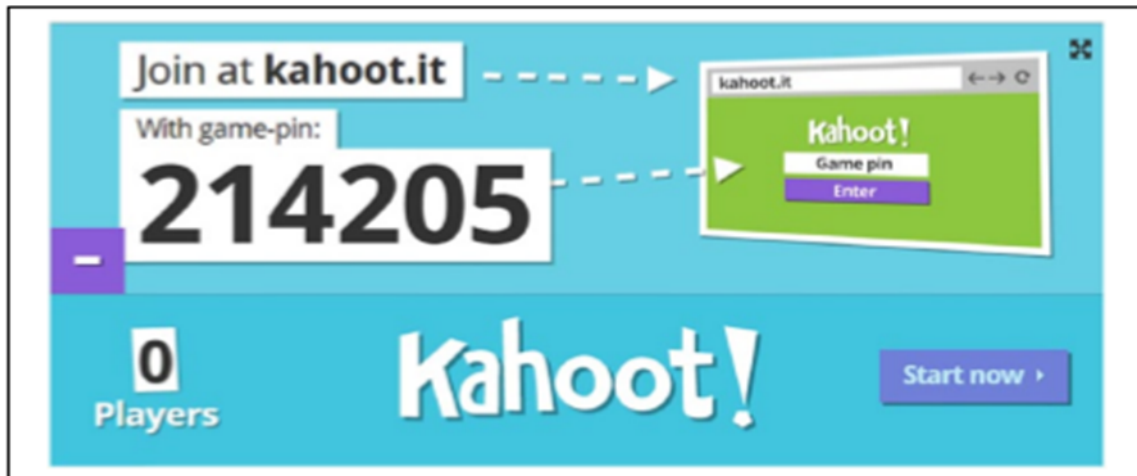 Join at kahoot.it
With game-pin:
214205
kahoot.it
Kahoot!
Game pin
Enter
0
Players
Kahoot!
Start now